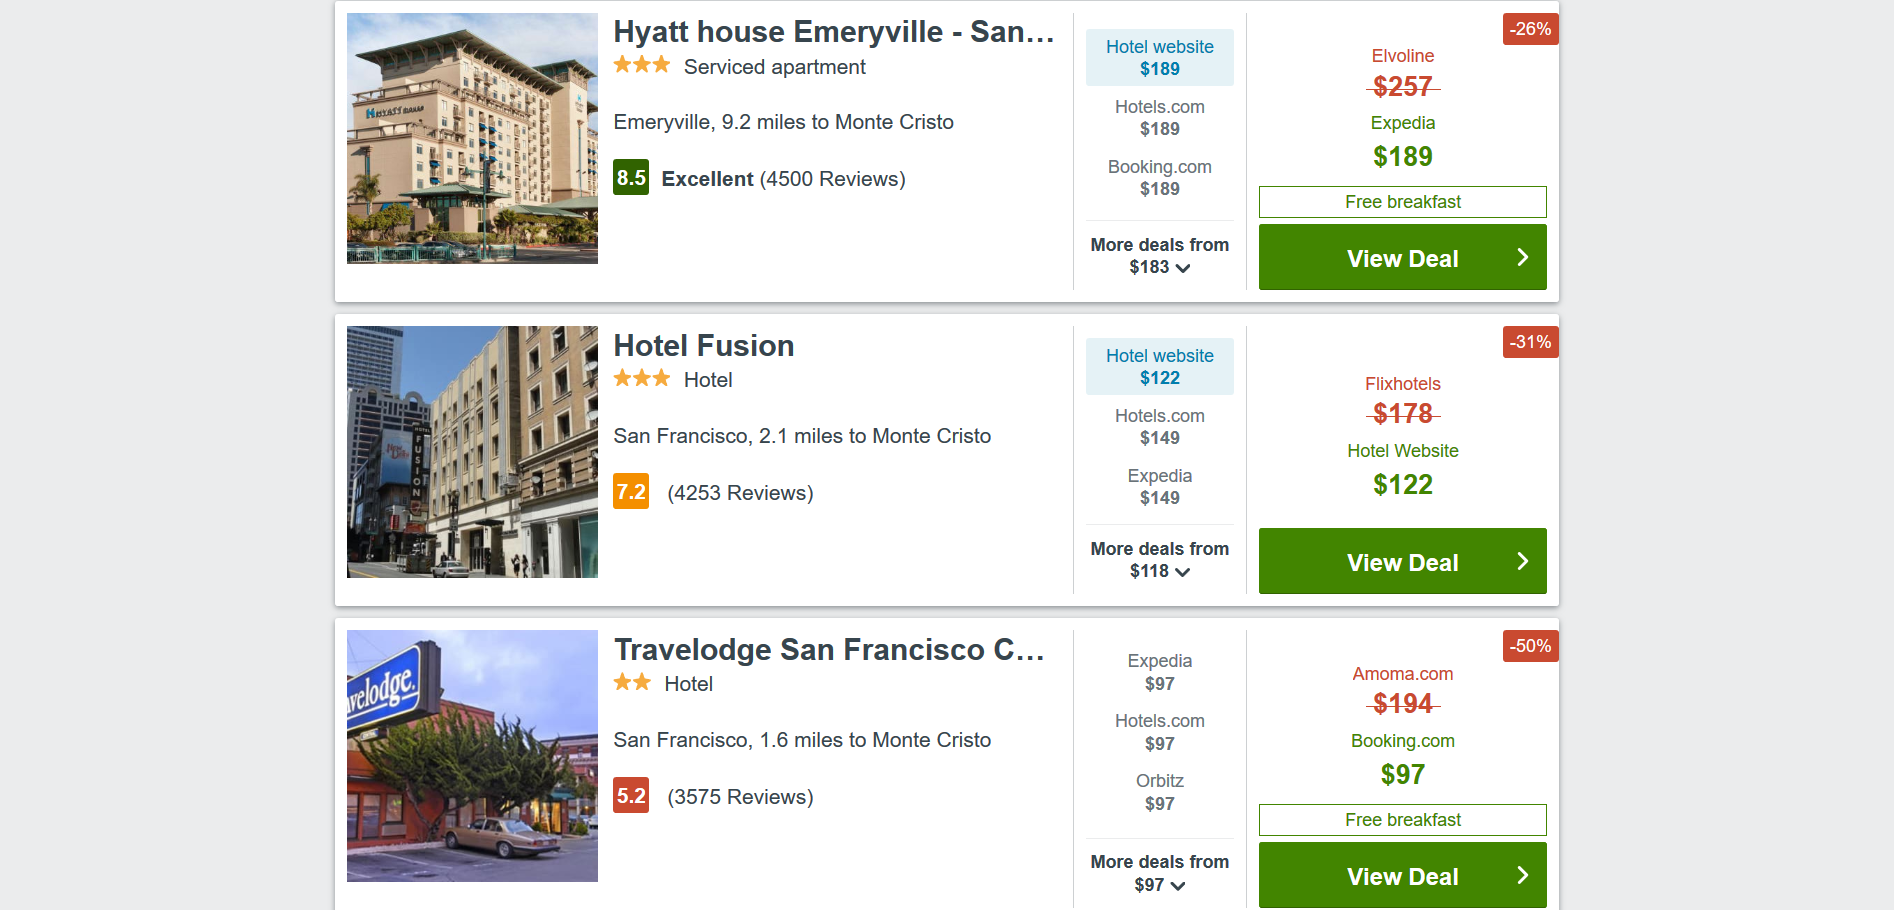 Hyatt house Emeryville - San...
Serviced apartment
Emeryville, 9.2 miles to Monte Cristo
8.5 Excellent (4500 Reviews)
Hotel website
$189
Hotels.com
$189
Booking.com
$189
More deals from
$183
-26%
Elvoline
$257
Expedia
$189
Free breakfast
View Deal
HYATT house
Hotel Fusion
Hotel
San Francisco, 2.1 miles to Monte Cristo
7.2 (4253 Reviews)
Hotel website
$122
Hotels.com
$149
Expedia
$149
More deals from
$118
-31%
Flixhotels
$178
Hotel Website
$122
View Deal
HOTEL
FUSION
Travelodge San Francisco C...
Hotel
San Francisco, 1.6 miles to Monte Cristo
5.2 (3575 Reviews)
Expedia
$97
Hotels.com
$97
Orbitz
$97
More deals from
$97
-50%
Amoma.com
$194
Booking.com
$97
Free breakfast
View Deal
velodge.